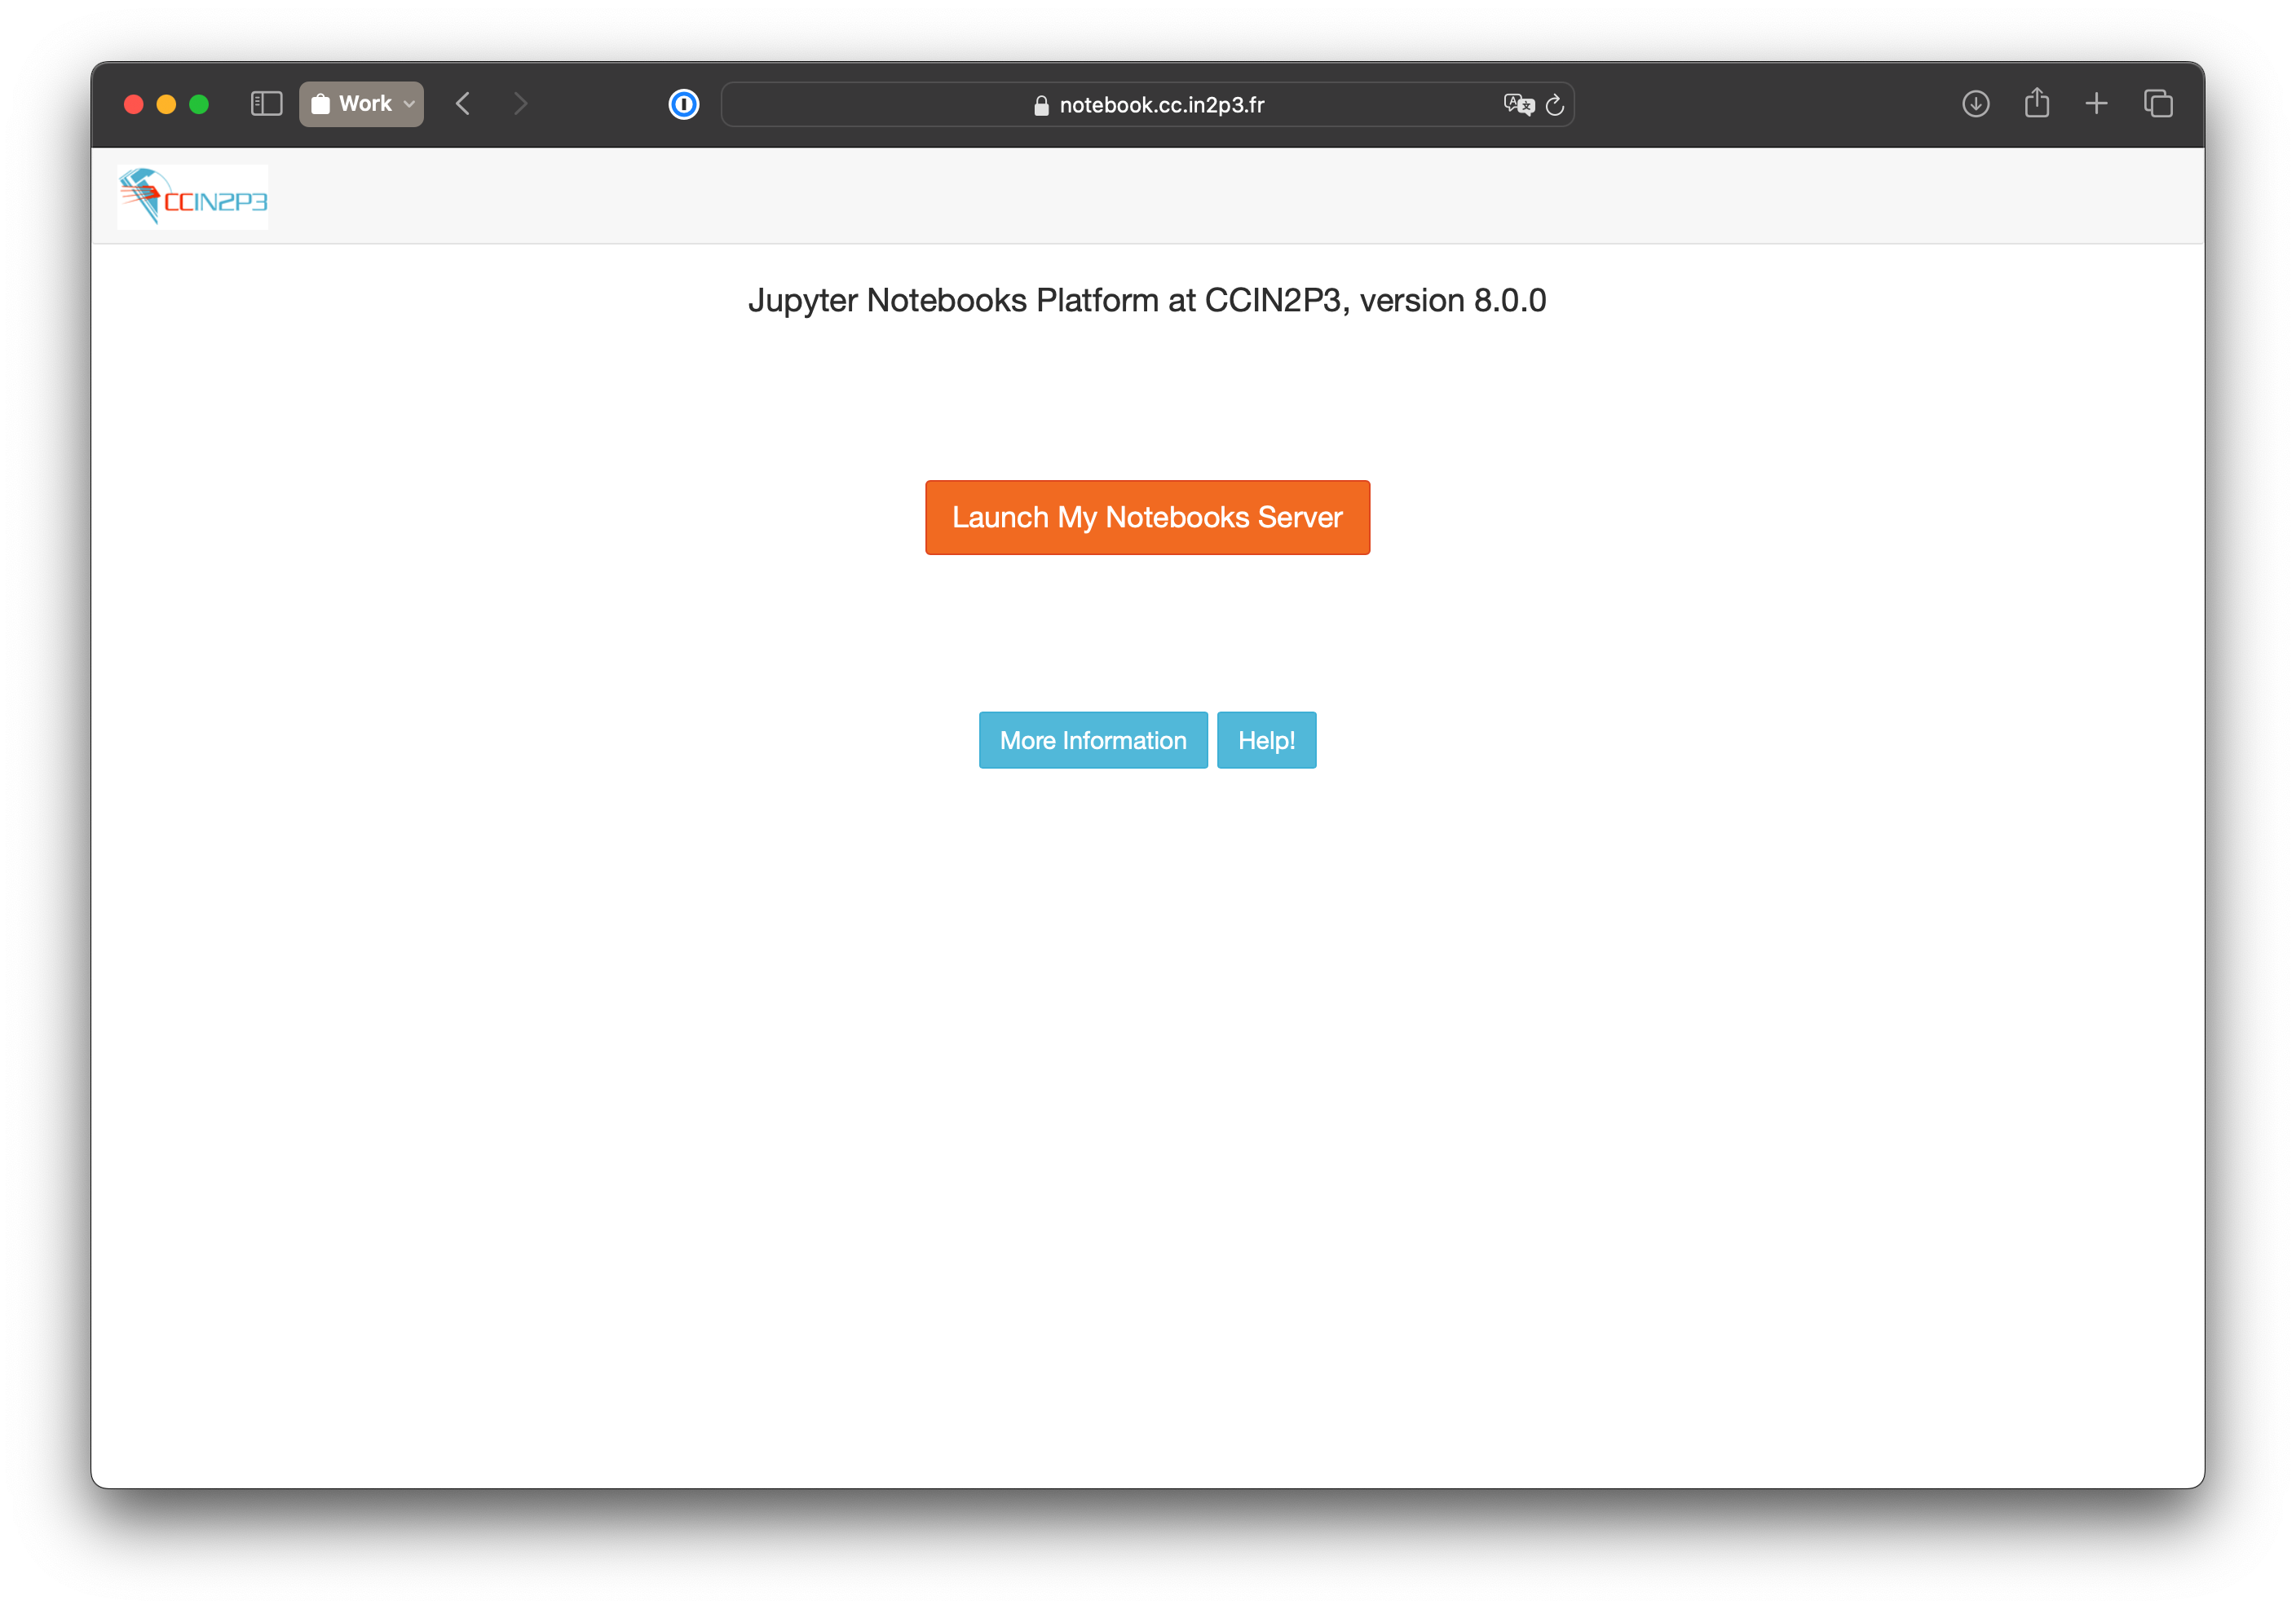 Work
notebook.cc.in2p3.fr
CCIN2P3
Jupyter Notebooks Platform at CCIN2P3, version 8.0.0
Launch My Notebooks Server
More Information
Help!